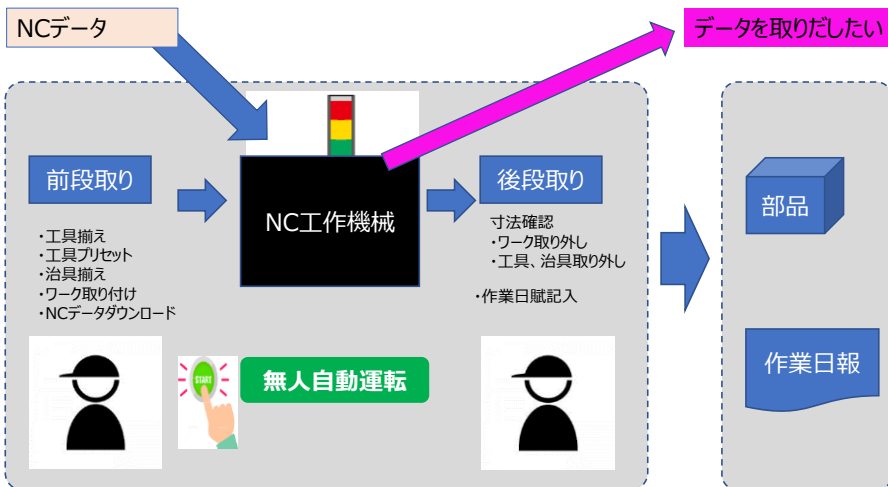 NCデータ
データを取りだしたい
前段取り
・工具揃え
・工具プリセット
・治具揃え
・ワーク取り付け
・NCデータダウンロード
NC工作機械
後段取り
寸法確認
・ワーク取り外し
・工具、治具取り外し
・作業日賦記入
START
無人自動運転
部品
作業日報